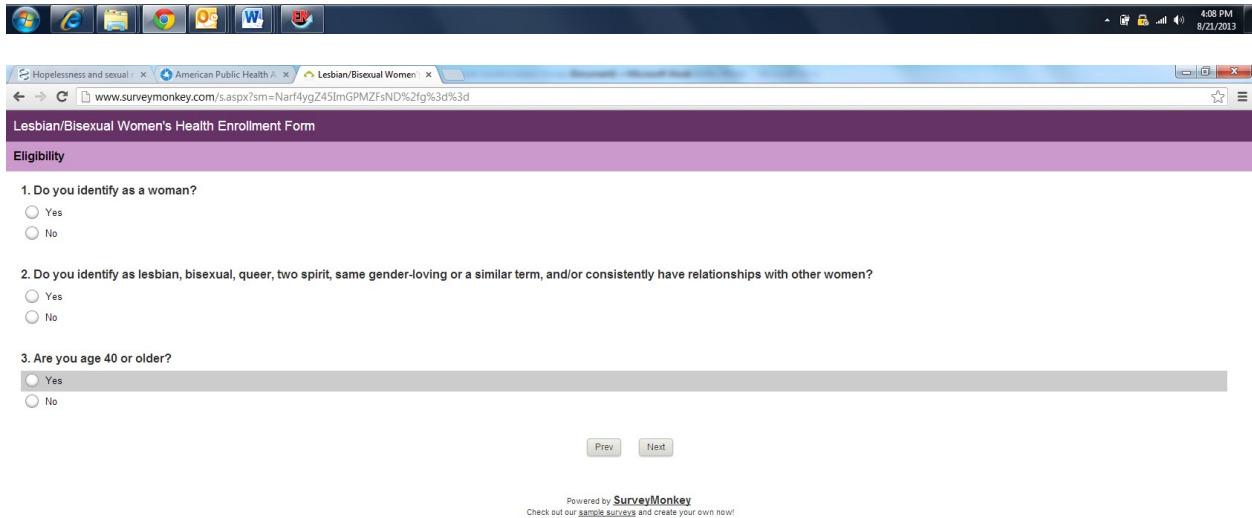 4:08 PM
8/21/2013
Hopelessness and sexual r
American Public Health A
Lesbian/Bisexual Women'
www.surveymonkey.com/s.aspx?sm=Narf4ygZ45ImGPMZFsND%2fg%3d%3d
Lesbian/Bisexual Women's Health Enrollment Form
Eligibility
1. Do you identify as a woman?
Yes
No
2. Do you identify as lesbian, bisexual, queer, two spirit, same gender-loving or a similar term, and/or consistently have relationships with other women?
Yes
No
3. Are you age 40 or older?
Yes
No
Prev Next
Powered by SurveyMonkey
Check out our sample surveys and create your own now!